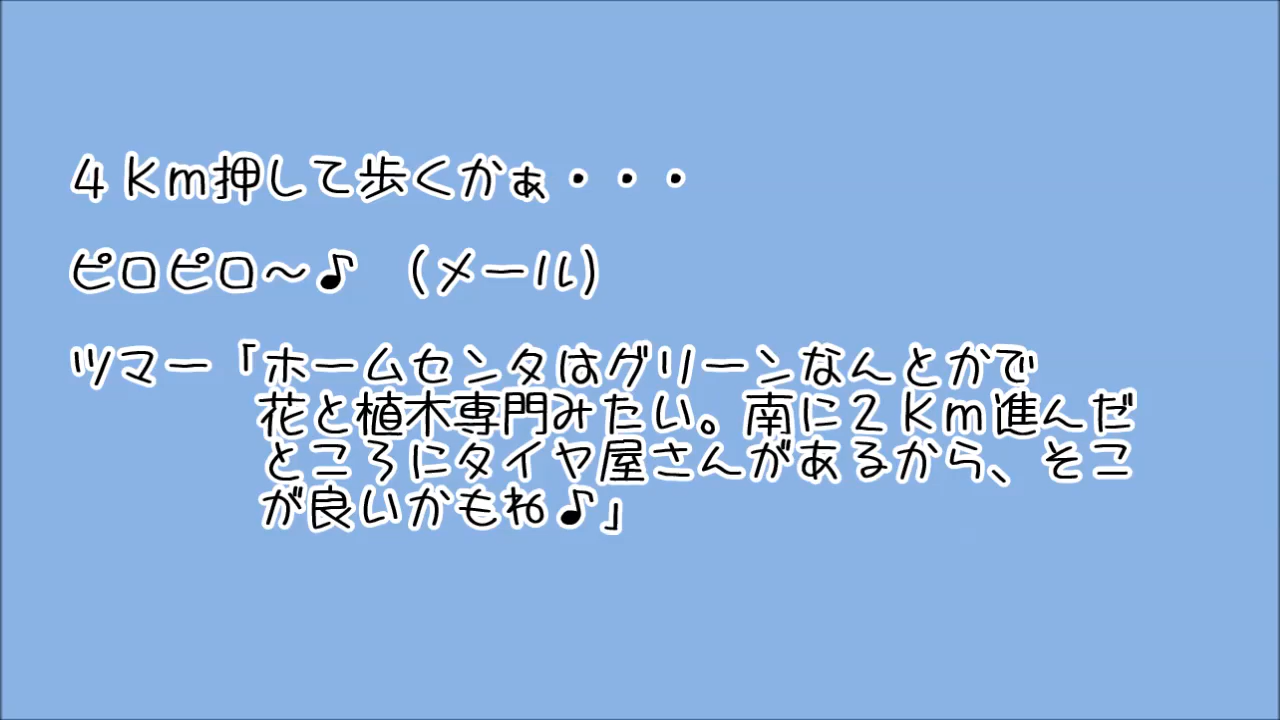 ４Ｋｍ押して歩くかぁ・・・
ピロピロ～♪　（メール）
ツマー「ホームセンタはグリーンなんとかで
花と植木専門みたい。南に２Ｋｍ進んだ
ところにタイヤ屋さんがあるから、そこ
が良いかもね♪」